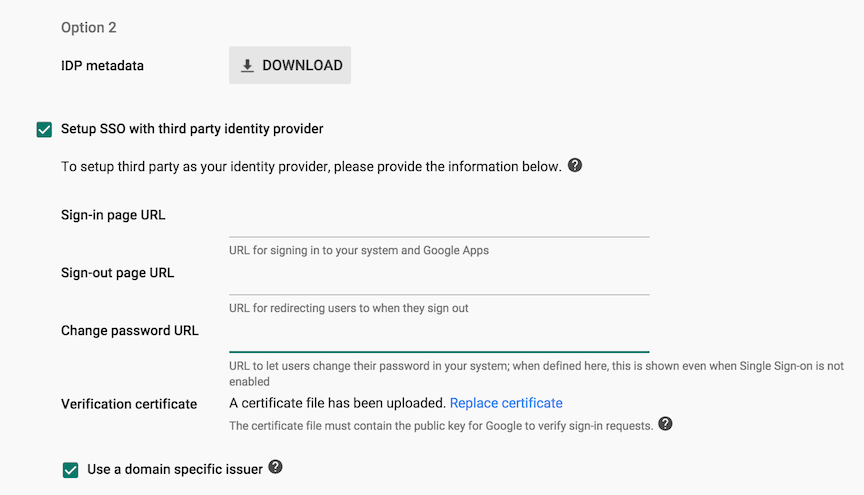 Option 2
IDP metadata
DOWNLOAD
Setup SSO with third party identity provider
To setup third party as your identity provider, please provide the information below. ?
Sign-in page URL
URL for signing in to your system and Google Apps
Sign-out page URL
URL for redirecting users to when they sign out
Change password URL
URL to let users change their password in your system; when defined here, this is shown even when Single Sign-on is not
enabled
Verification certificate
A certificate file has been uploaded. Replace certificate
The certificate file must contain the public key for Google to verify sign-in requests. ?
Use a domain specific issuer ?